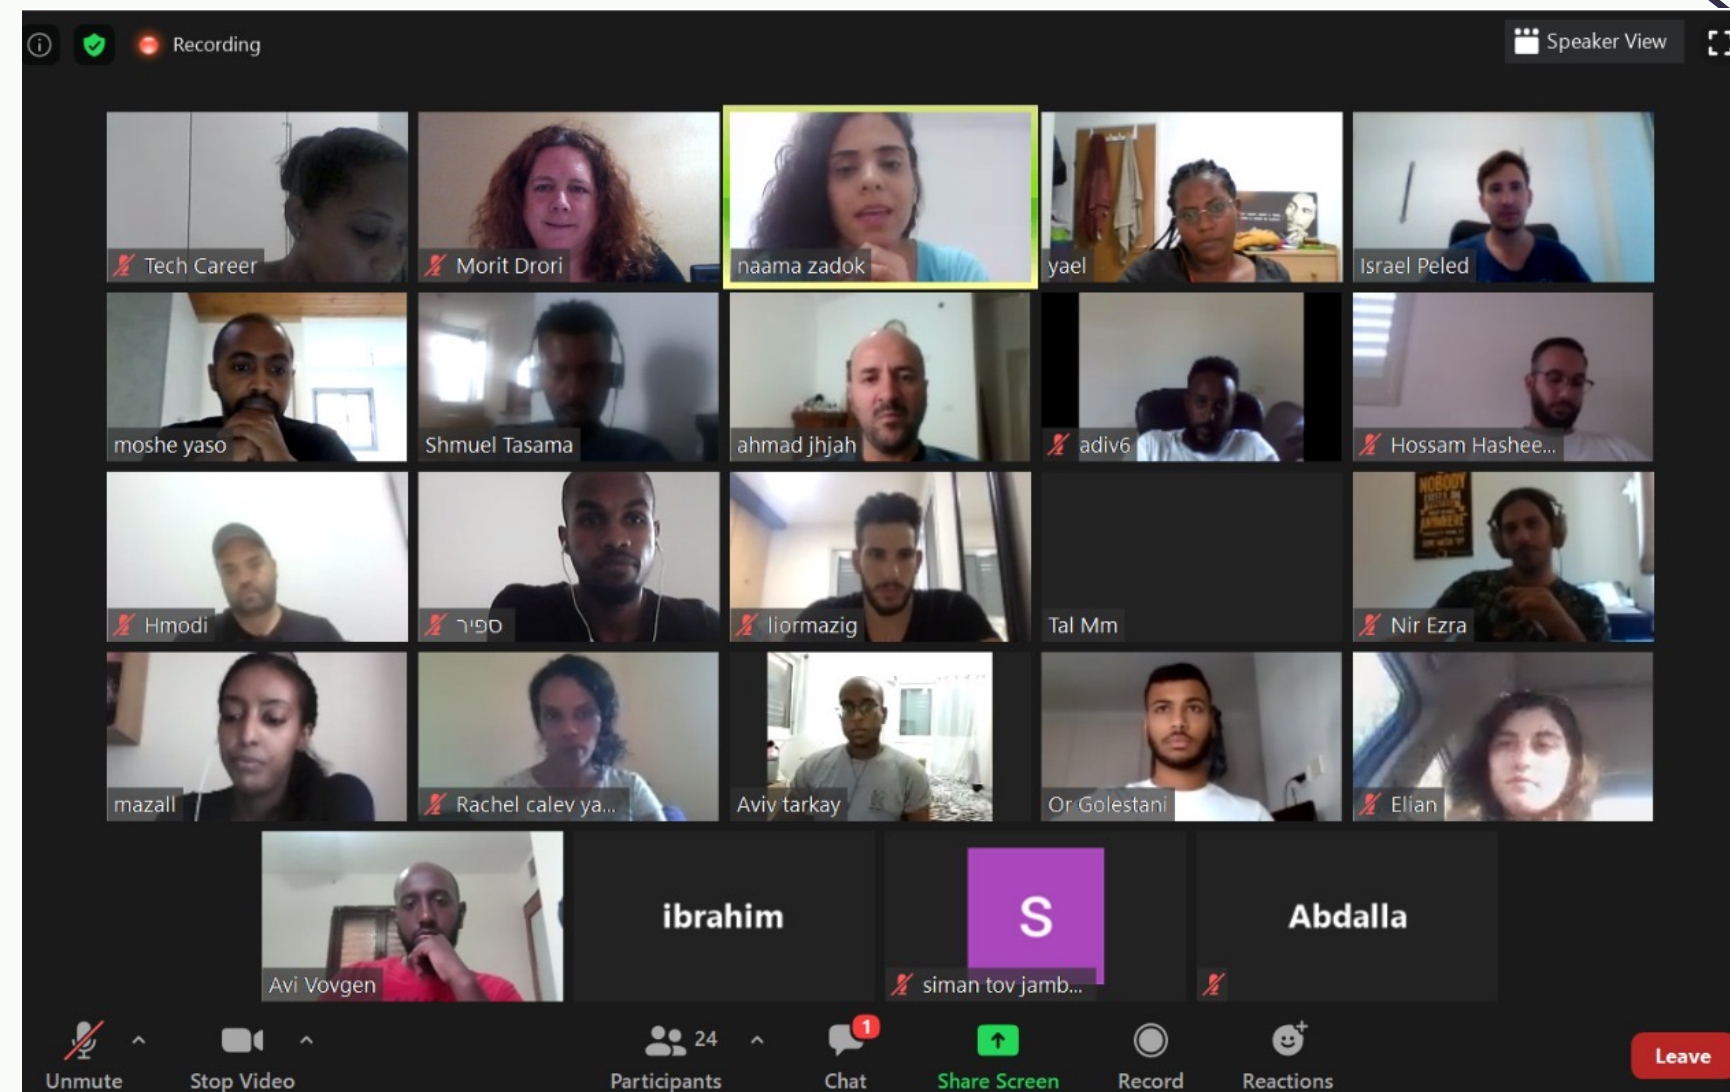 Recording
Speaker View
Tech Career
Morit Drori
naama zadok
yael
Israel Peled
moshe yaso
Shmuel Tasama
ahmad jhjah
adiv6
Hossam Hashee...
Hmodi
ספיר
liormazig
Tal Mm
NOBODY
ANYWHERE
Nir Ezra
mazall
Rachel calev ya...
Aviv tarkay
Or Golestani
Elian
Avi Vovgen
ibrahim
S
siman tov jamb...
Abdalla
Unmute
Stop Video
24
Participants
1
Chat
Share Screen
Record
Reactions
Leave